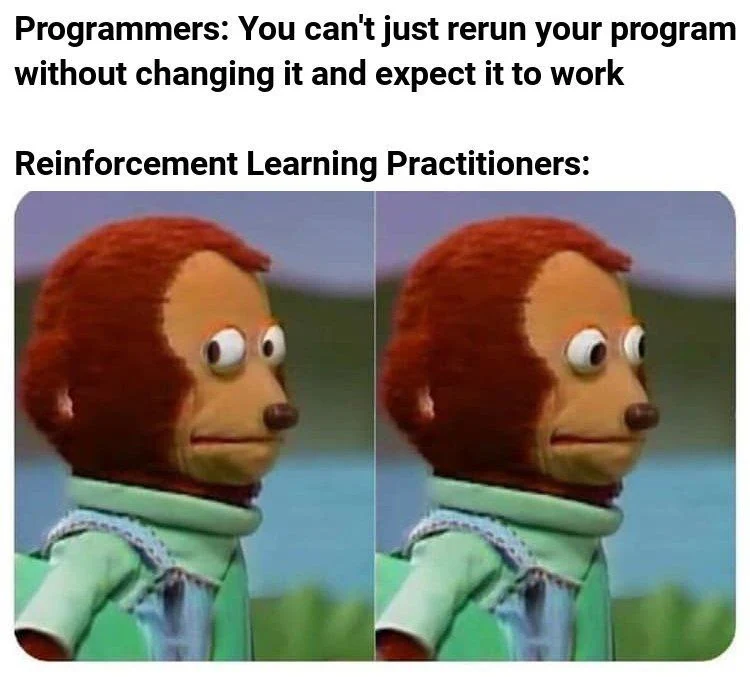 Programmers: You can't just rerun your program
without changing it and expect it to work
Reinforcement Learning Practitioners: